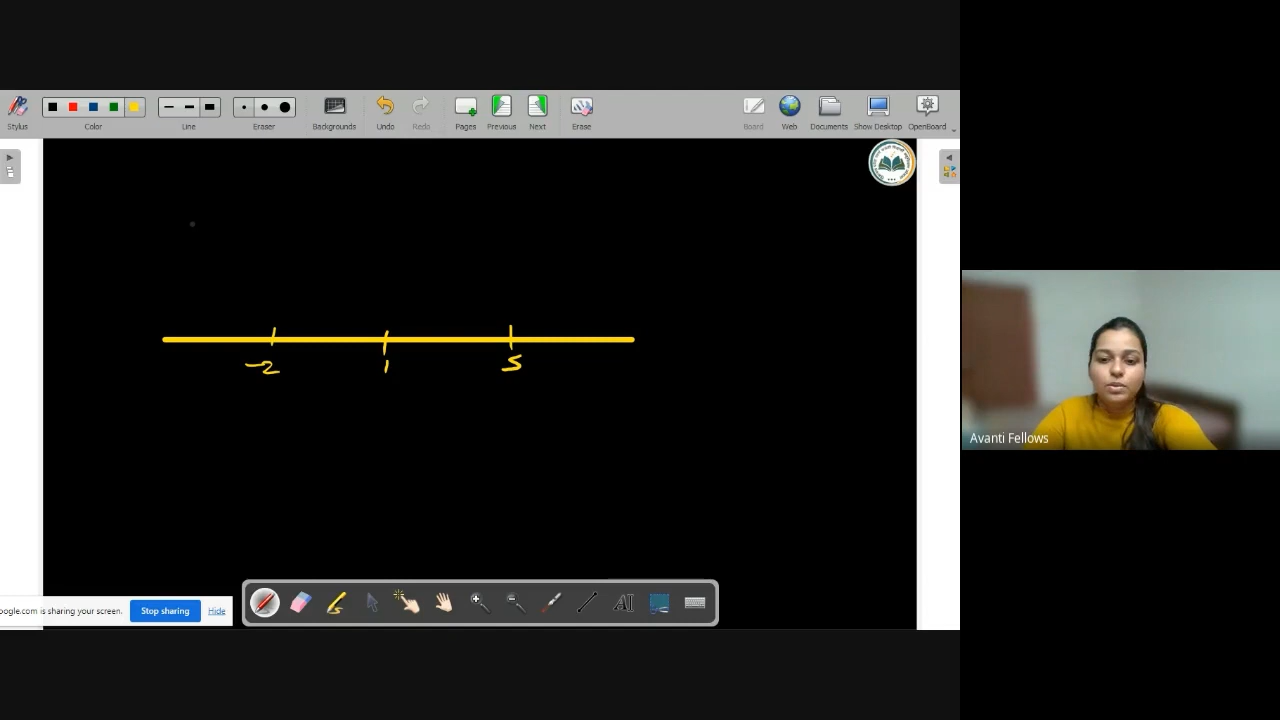 Stylus Color Line Eraser Backgrounds Undo Redo Pages Previous Next Erase Board Web Documents Show Desktop OpenBoard
-2 1 5
Avanti Fellows
oogle.com is sharing your screen. Stop sharing Hide